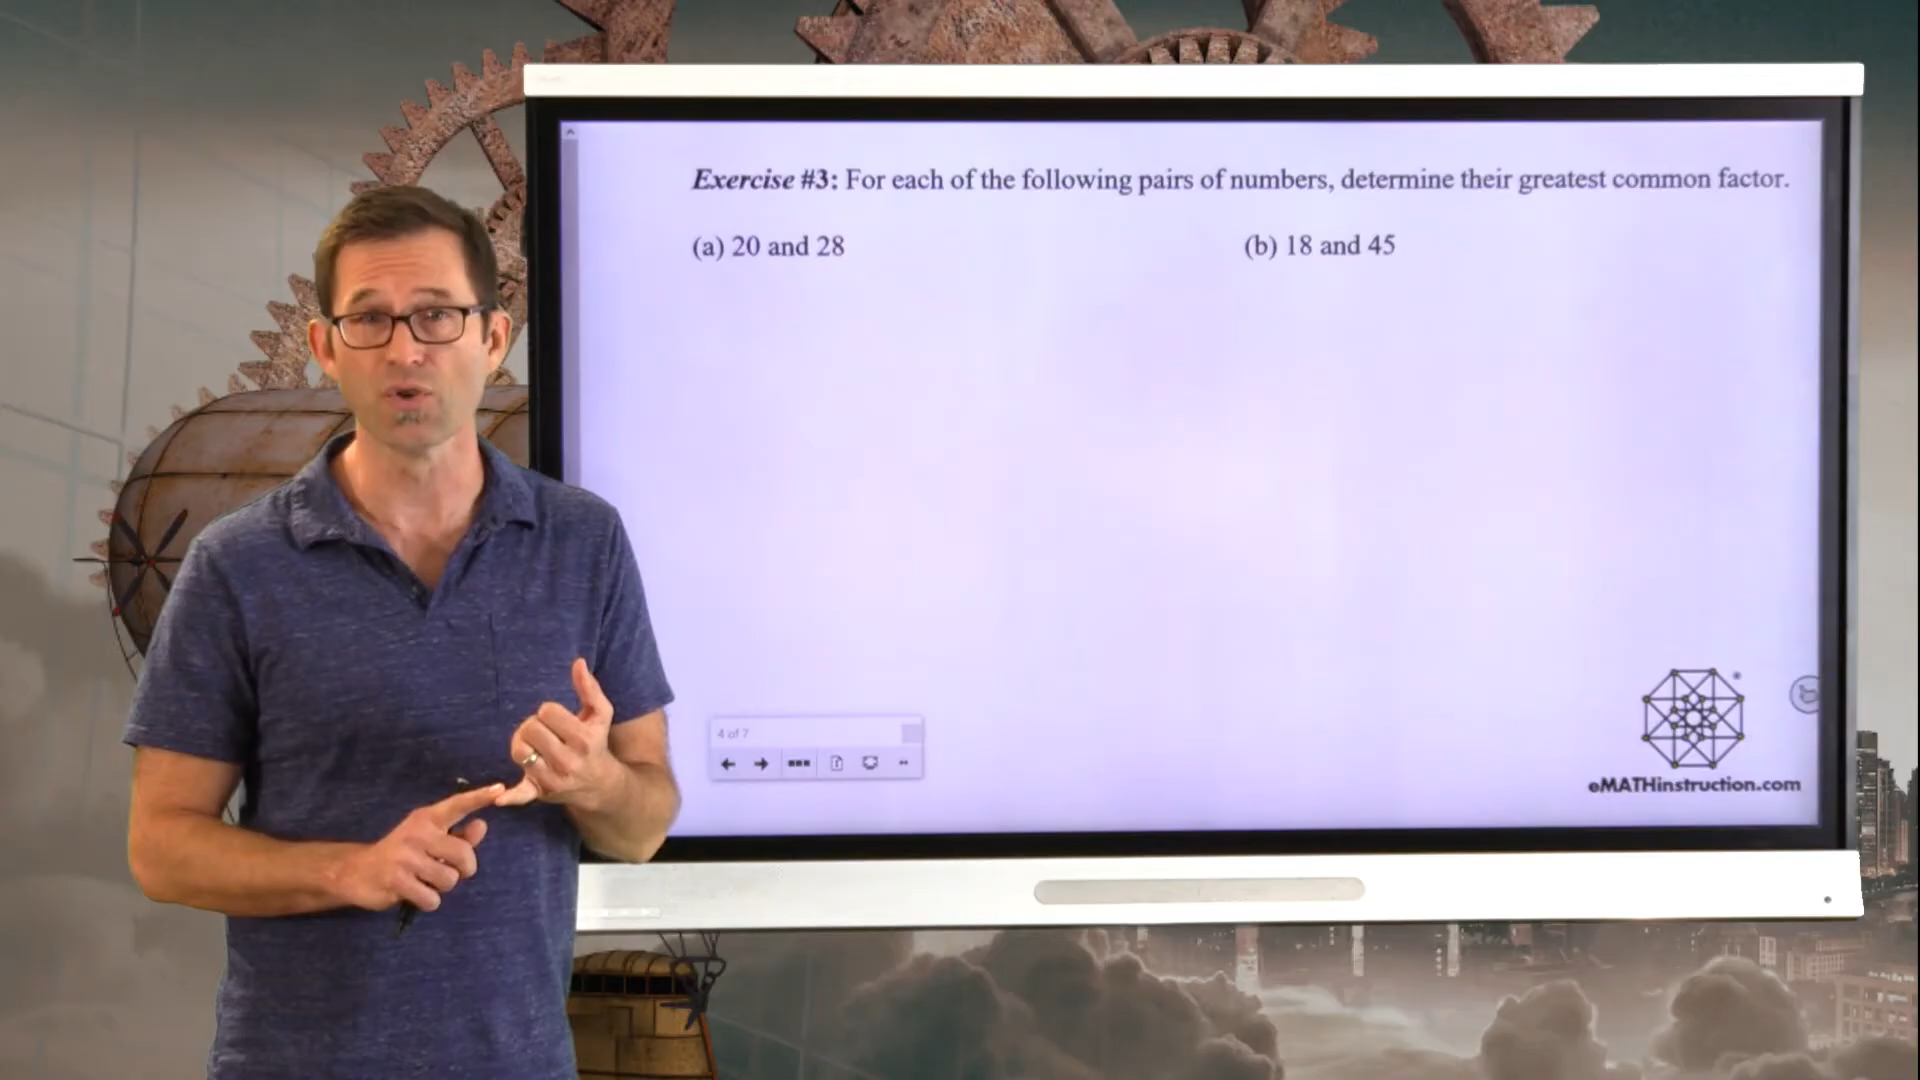 Exercise #3: For each of the following pairs of numbers, determine their greatest common factor.
(a) 20 and 28
(b) 18 and 45
4 of 7
eMATHinstruction.com